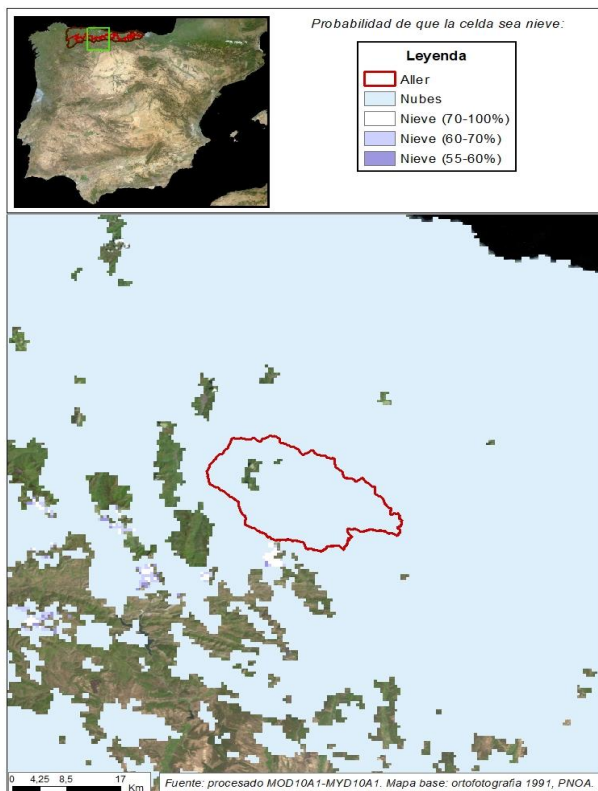 Probabilidad de que la celda sea nieve:
Leyenda
Aller
Nubes
Nieve (70-100%)
Nieve (60-70%)
Nieve (55-60%)
0 4,25 8,5 17
Km
Fuente: procesado MOD10A1-MYD10A1. Mapa base: ortofotografia 1991, PNOA.